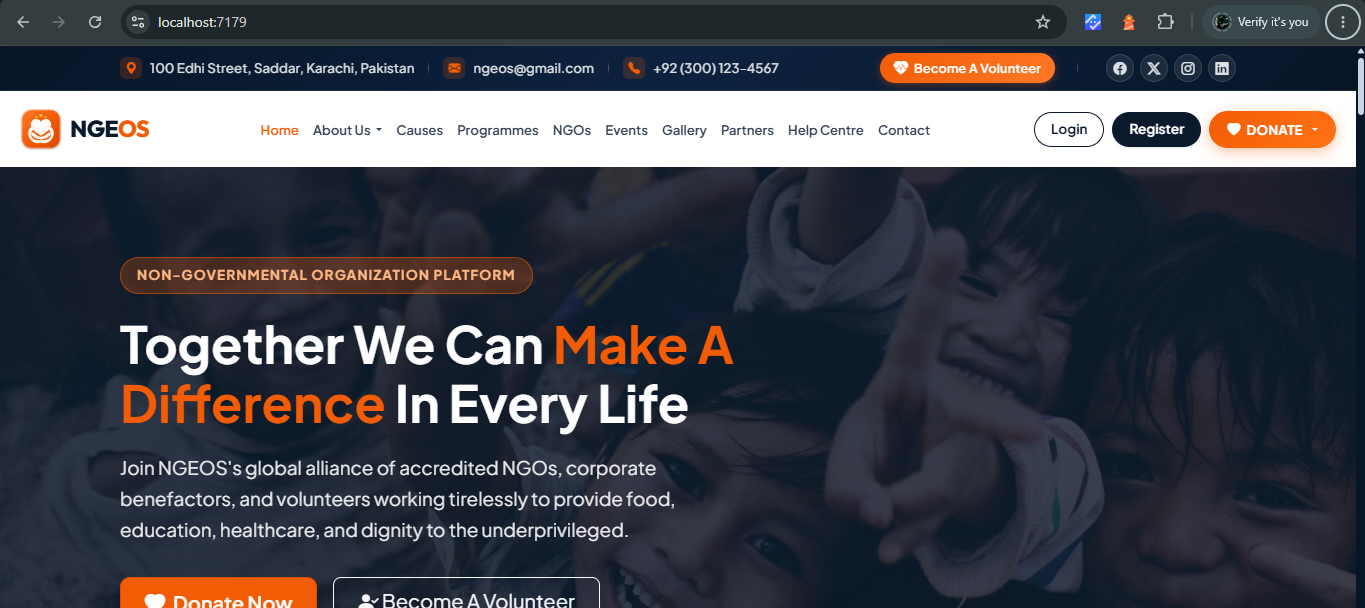 localhost:7179
Verify it's you
100 Edhi Street, Saddar, Karachi, Pakistan
ngeos@gmail.com
+92 (300) 123-4567
Become A Volunteer
NGEOS
Home
About Us
Causes
Programmes
NGOs
Events
Gallery
Partners
Help Centre
Contact
Login
Register
DONATE
NON-GOVERNMENTAL ORGANIZATION PLATFORM
Together We Can Make A
Difference In Every Life
Join NGEOS's global alliance of accredited NGOs, corporate
benefactors, and volunteers working tirelessly to provide food,
education, healthcare, and dignity to the underprivileged.
Donate Now
Become A Volunteer